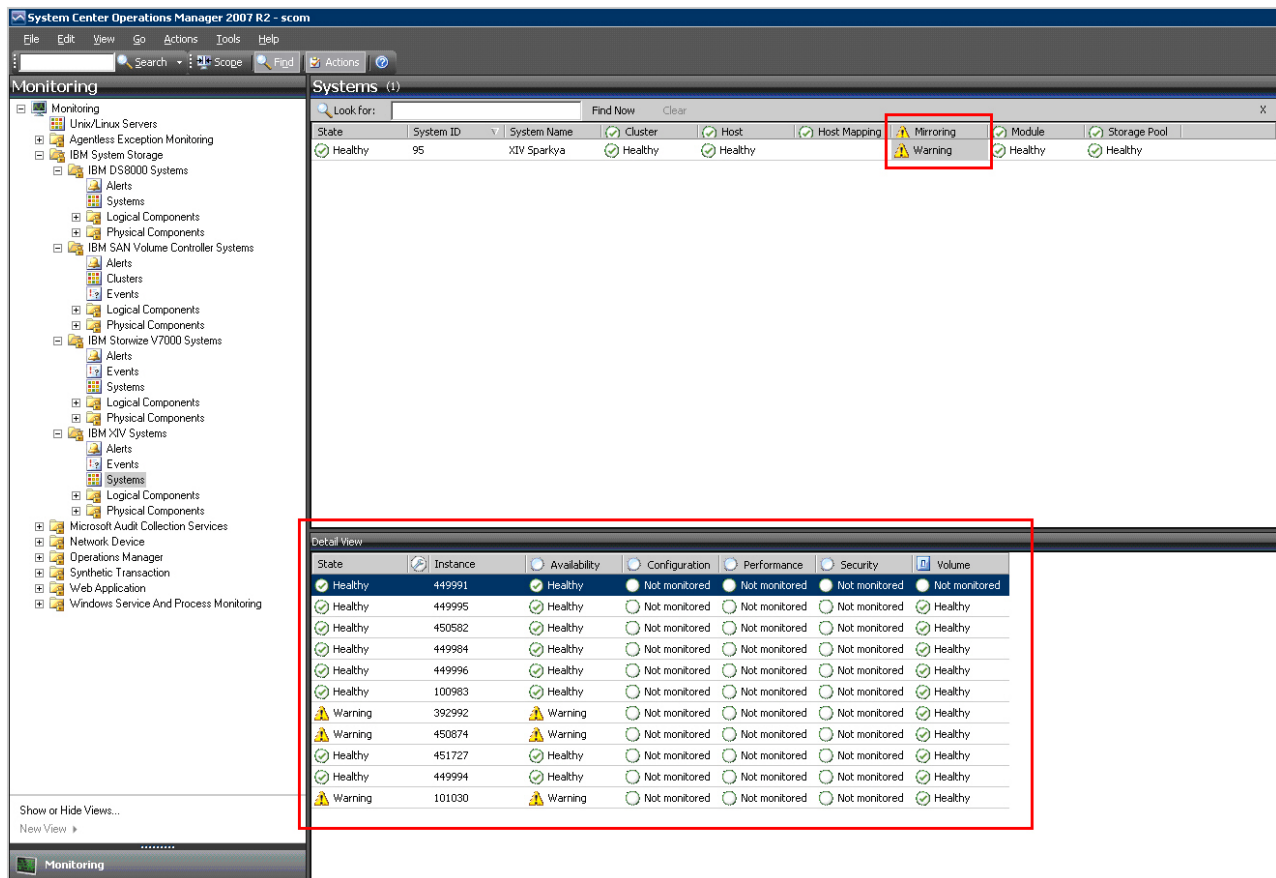 System Center Operations Manager 2007 R2 - scom
File Edit View Go Actions Tools Help
Search Scope Find Actions
Monitoring
Monitoring
Unix/Linux Servers
Agentless Exception Monitoring
IBM System Storage
IBM DS8000 Systems
Alerts
Systems
Logical Components
Physical Components
IBM SAN Volume Controller Systems
Alerts
Clusters
Events
Logical Components
Physical Components
IBM Storwize V7000 Systems
Alerts
Events
Systems
Logical Components
Physical Components
IBM XIV Systems
Alerts
Events
Systems
Logical Components
Physical Components
Microsoft Audit Collection Services
Network Device
Operations Manager
Synthetic Transaction
Web Application
Windows Service And Process Monitoring
Show or Hide Views...
New View
Monitoring
Systems (1)
Look for: Find Now Clear X
State System ID System Name Cluster Host Host Mapping Mirroring Module Storage Pool
Healthy 95 XIV Sparkya Healthy Healthy Warning Healthy Healthy
Detail View
State Instance Availability Configuration Performance Security Volume
Healthy 449991 Healthy Not monitored Not monitored Not monitored Not monitored
Healthy 449995 Healthy Not monitored Not monitored Not monitored Healthy
Healthy 450582 Healthy Not monitored Not monitored Not monitored Healthy
Healthy 449984 Healthy Not monitored Not monitored Not monitored Healthy
Healthy 449996 Healthy Not monitored Not monitored Not monitored Healthy
Healthy 100983 Healthy Not monitored Not monitored Not monitored Healthy
Warning 392992 Warning Not monitored Not monitored Not monitored Healthy
Warning 450874 Warning Not monitored Not monitored Not monitored Healthy
Healthy 451727 Healthy Not monitored Not monitored Not monitored Healthy
Healthy 449994 Healthy Not monitored Not monitored Not monitored Healthy
Warning 101030 Warning Not monitored Not monitored Not monitored Healthy